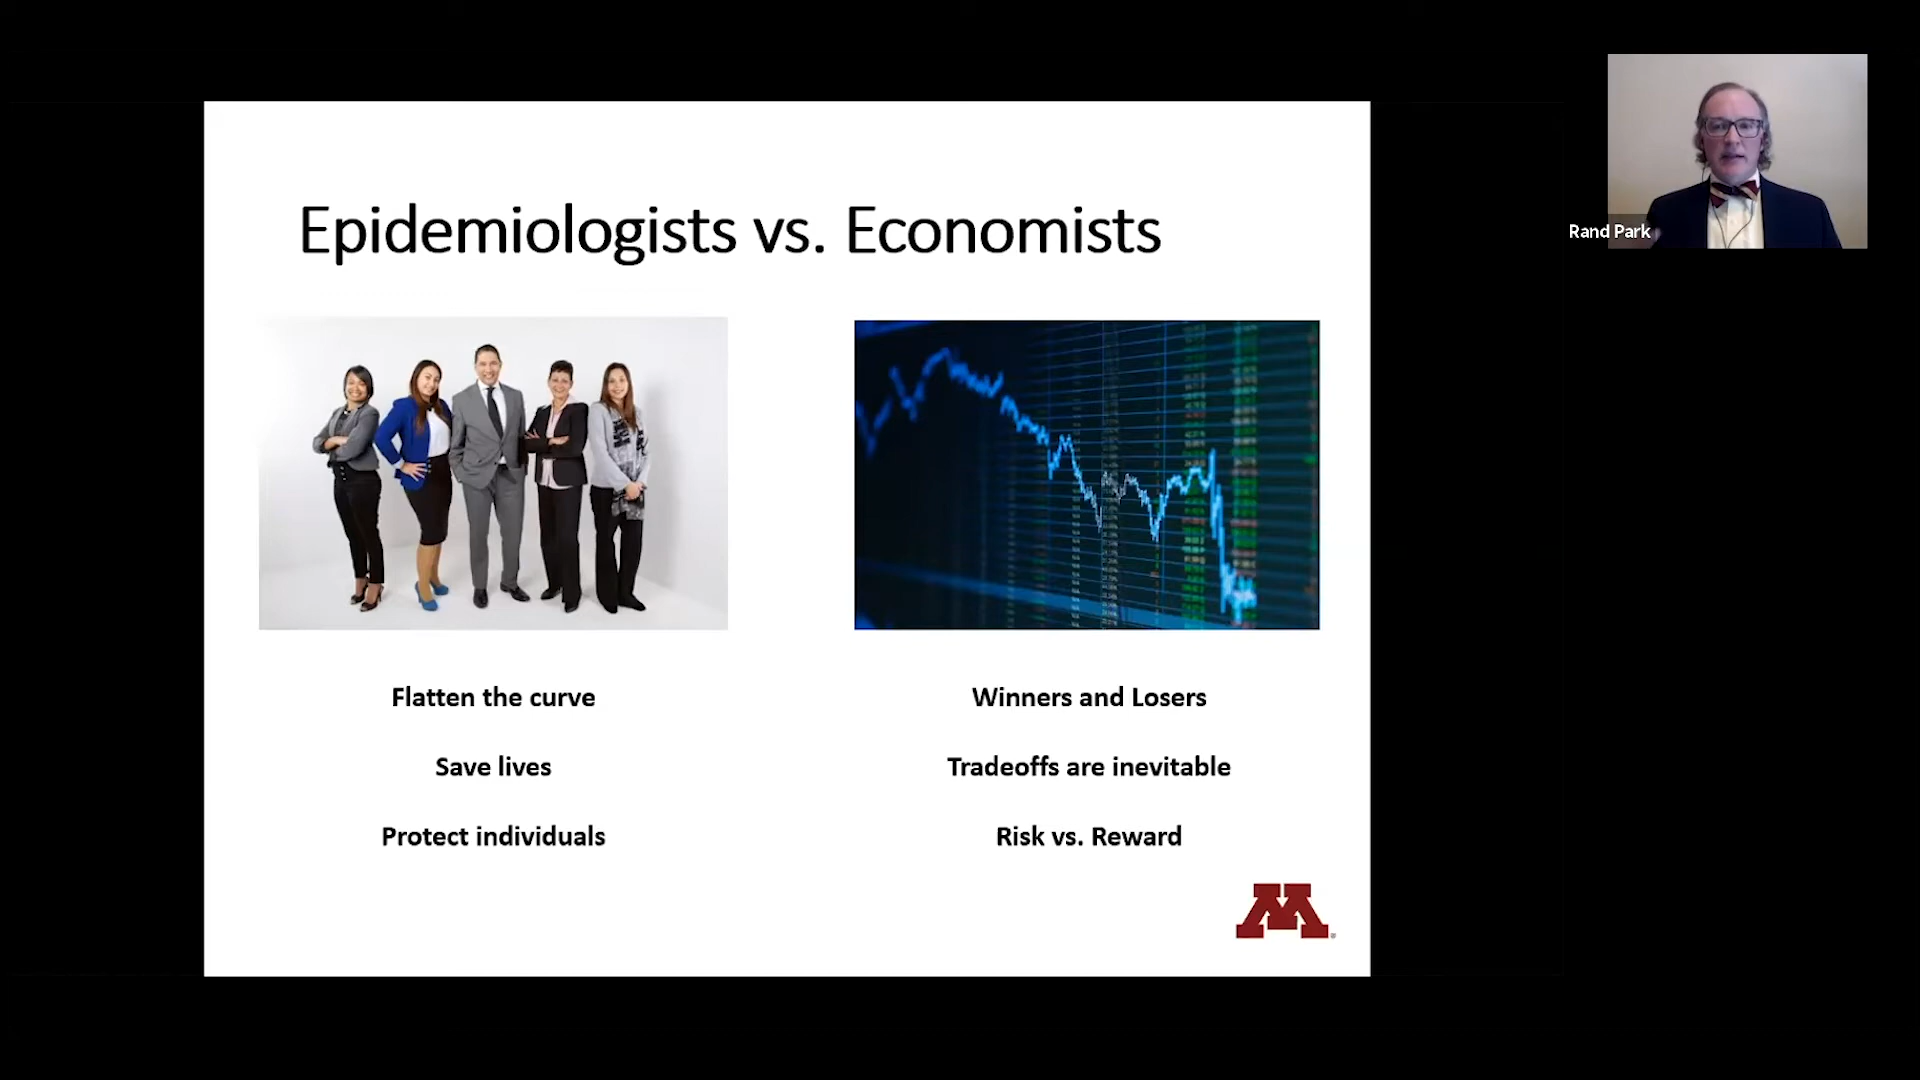 Epidemiologists vs. Economists
Rand Park
Flatten the curve
Winners and Losers
Save lives
Tradeoffs are inevitable
Protect individuals
Risk vs. Reward
M